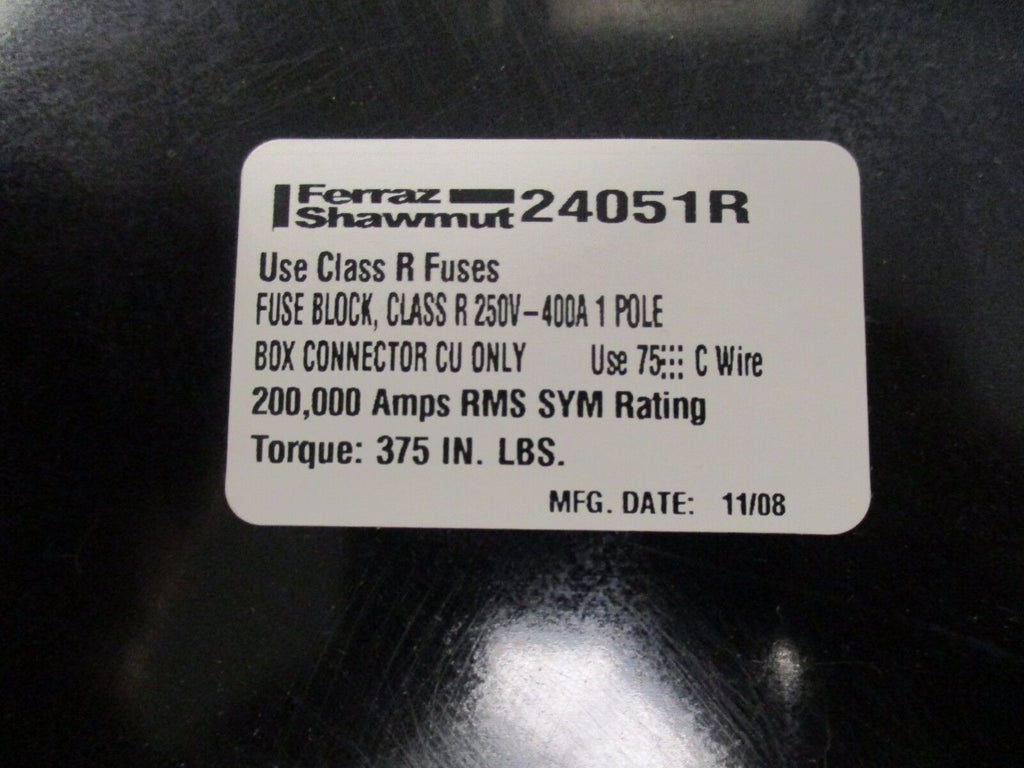 Ferraz Shawmut 24051R
Use Class R Fuses
FUSE BLOCK, CLASS R 250V-400A 1 POLE
BOX CONNECTOR CU ONLY Use 75 C Wire
200,000 Amps RMS SYM Rating
Torque: 375 IN. LBS.
MFG. DATE: 11/08